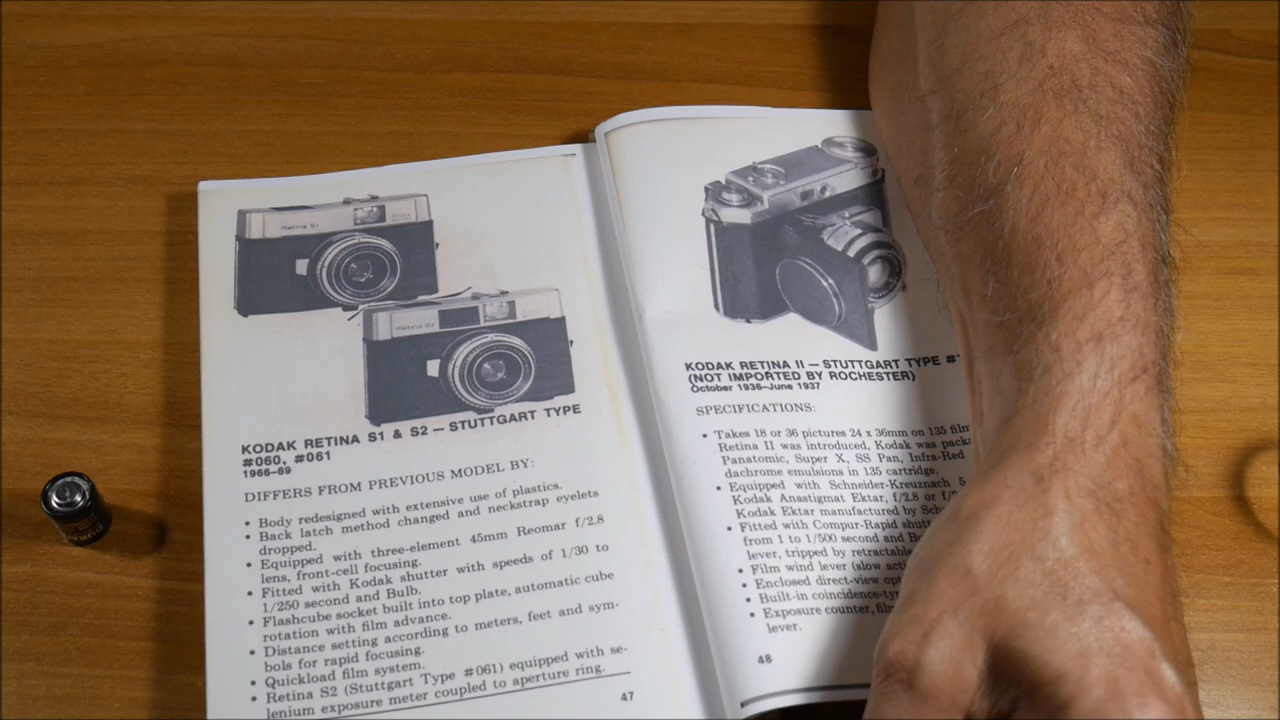 Retina S1
Retina S2
KODAK RETINA S1 & S2 — STUTTGART TYPE
#060, #061
1966–69
DIFFERS FROM PREVIOUS MODEL BY:
• Body redesigned with extensive use of plastics.
• Back latch method changed and neckstrap eyelets
dropped.
• Equipped with three-element 45mm Reomar f/2.8
lens, front-cell focusing.
• Fitted with Kodak shutter with speeds of 1/30 to
1/250 second and Bulb.
• Flashcube socket built into top plate, automatic cube
rotation with film advance.
• Distance setting according to meters, feet and sym-
bols for rapid focusing.
• Quickload film system.
• Retina S2 (Stuttgart Type #061) equipped with se-
lenium exposure meter coupled to aperture ring.
47
KODAK RETINA II — STUTTGART TYPE
(NOT IMPORTED BY ROCHESTER)
October 1936–June 1937
SPECIFICATIONS:
• Takes 18 or 36 pictures 24 x 36mm on 135 film
Retina II was introduced, Kodak was
Panatomic, Super X, SS Pan, Infra-Red
dachrome emulsions in 135 cartridge.
• Equipped with Schneider-Kreuznach
Kodak Anastigmat Ektar, f/2.8 or
Kodak Ektar manufactured by
• Fitted with Compur-Rapid
from 1 to 1/500 second and
lever, tripped by retractable
• Film wind lever (slow
• Enclosed direct-view
• Built-in
• Exposure counter,
lever.
48